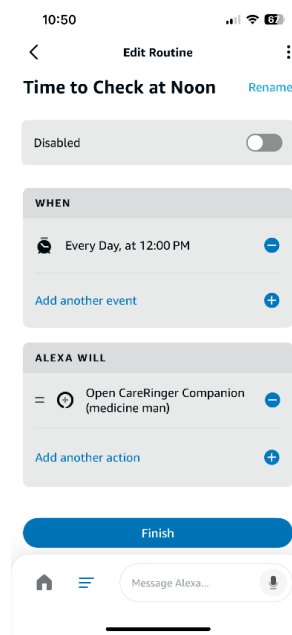 10:50
67
Edit Routine
Time to Check at Noon
Rename
Disabled
WHEN
Every Day, at 12:00 PM
Add another event
ALEXA WILL
Open CareRinger Companion
(medicine man)
Add another action
Finish
Message Alexa...